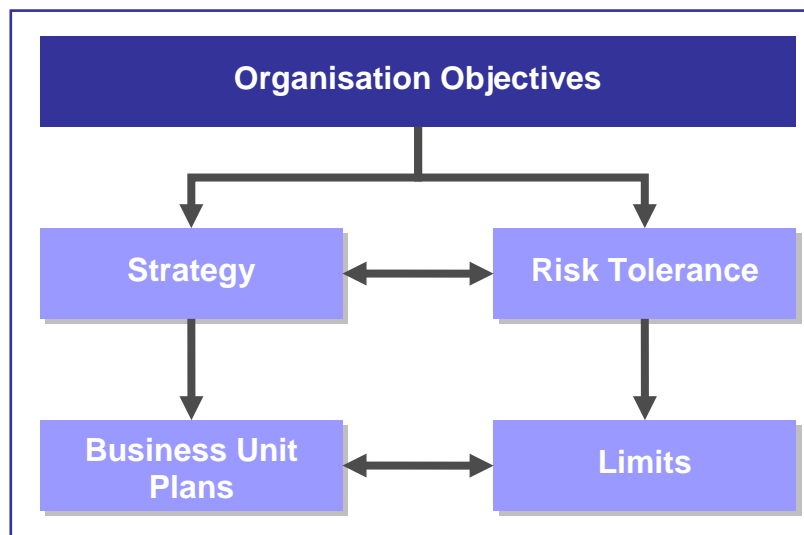 Organisation Objectives
Strategy
Risk Tolerance
Business Unit
Plans
Limits